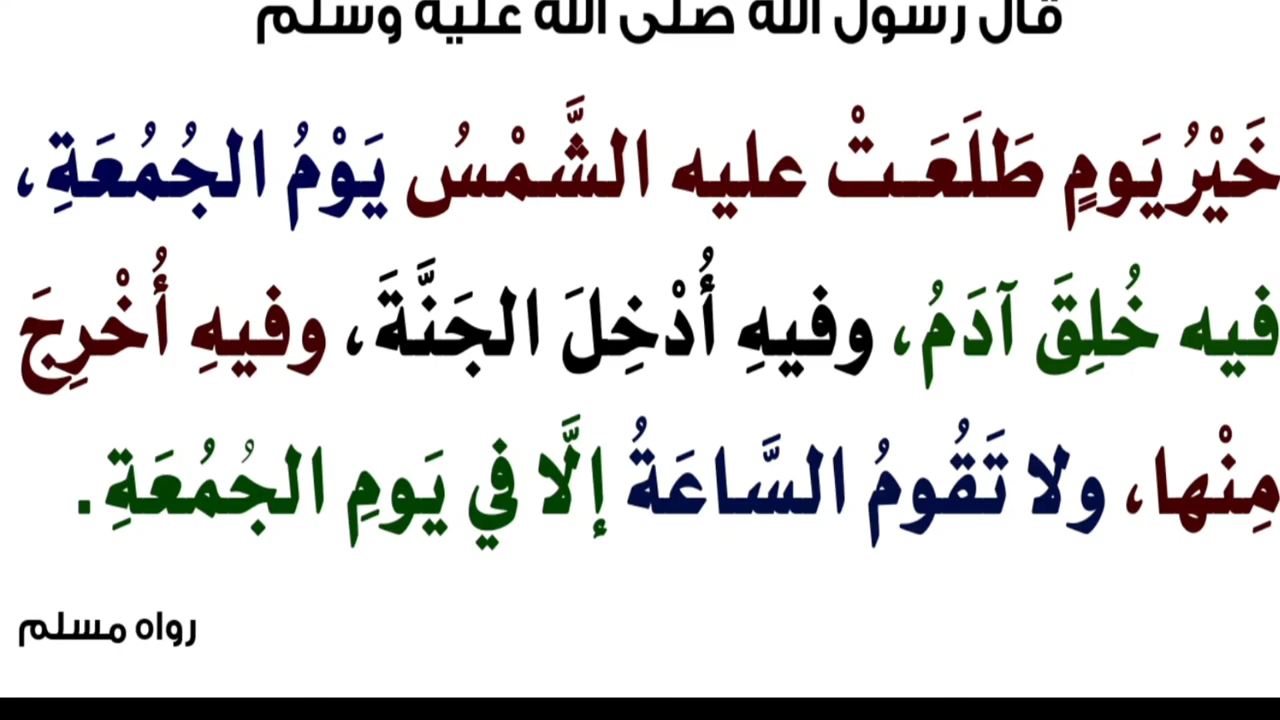 قال رسول الله صلى الله عليه وسلم
خَيْرُ يَومٍ طَلَعَتْ عليه الشَّمْسُ يَوْمُ الجُمُعَةِ،
فيه خُلِقَ آدَمُ، وفيهِ أُدْخِلَ الجَنَّةَ، وفيهِ أُخْرِجَ
مِنْها، ولا تَقُومُ السَّاعَةُ إلَّا في يَومِ الجُمُعَةِ.
رواه مسلم